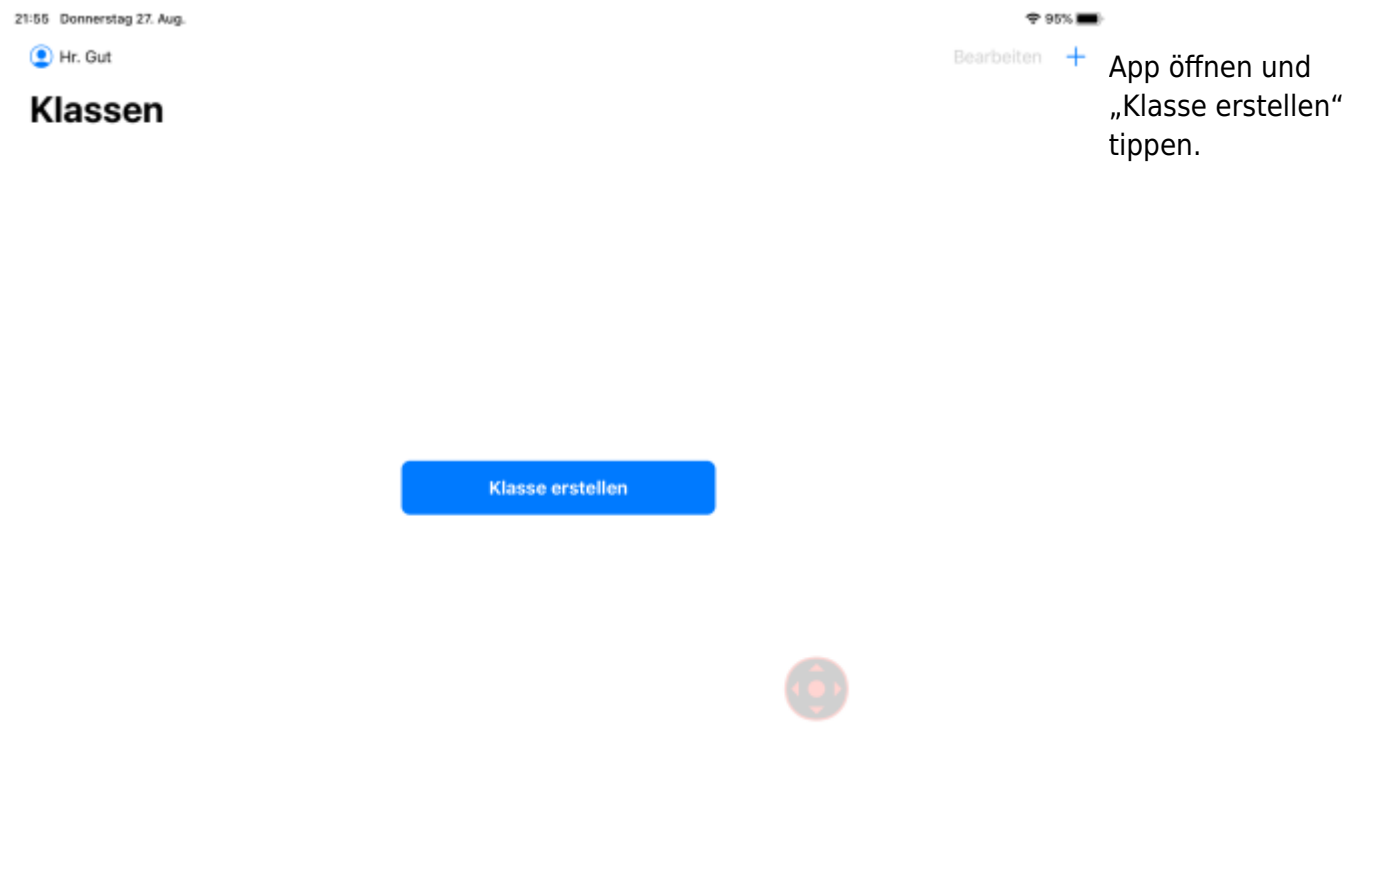 21:55 Donnerstag 27. Aug.
95%
Hr. Gut
Bearbeiten +
Klassen
App öffnen und
„Klasse erstellen“
tippen.
Klasse erstellen